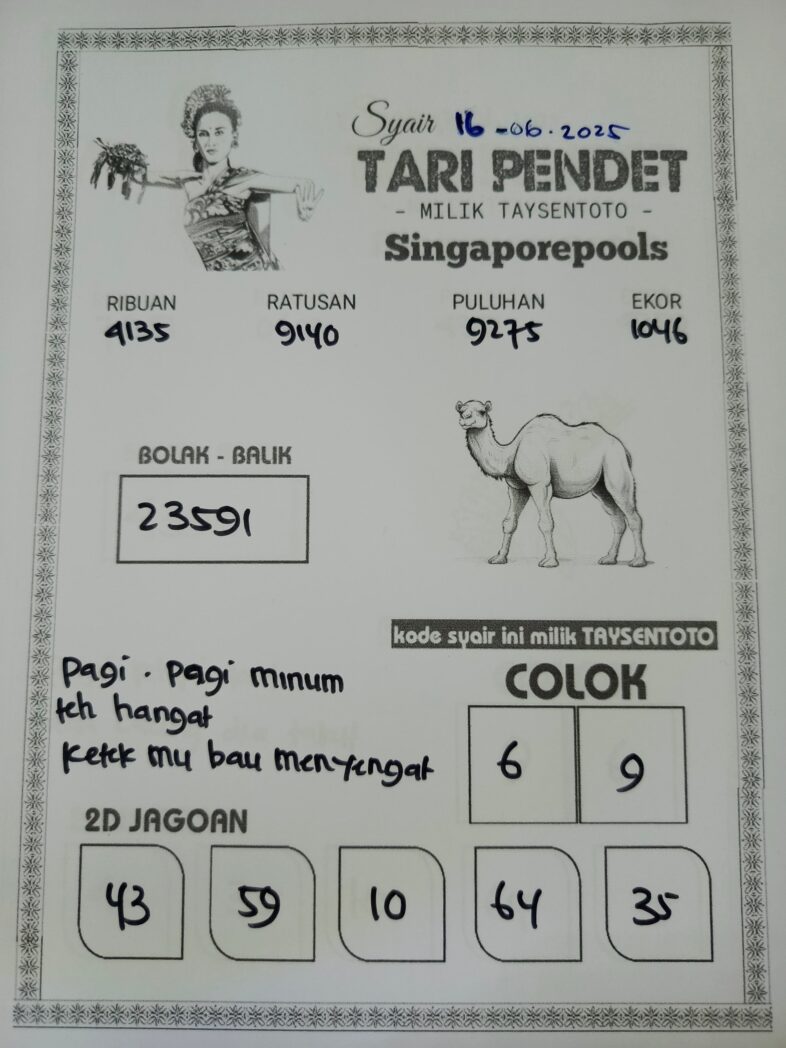 Syair 16-06-2025
TARI PENDET
- MILIK TAYSENTOTO -
Singaporepools
RIBUAN RATUSAN PULUHAN EKOR
4135 9140 9275 1046
BOLAK - BALIK
23591
kode syair ini milik TAYSENTOTO
COLOK
6 9
Pagi . Pagi minum
teh hangat
Ketek mu bau menyengat
2D JAGOAN
43 59 10 64 35